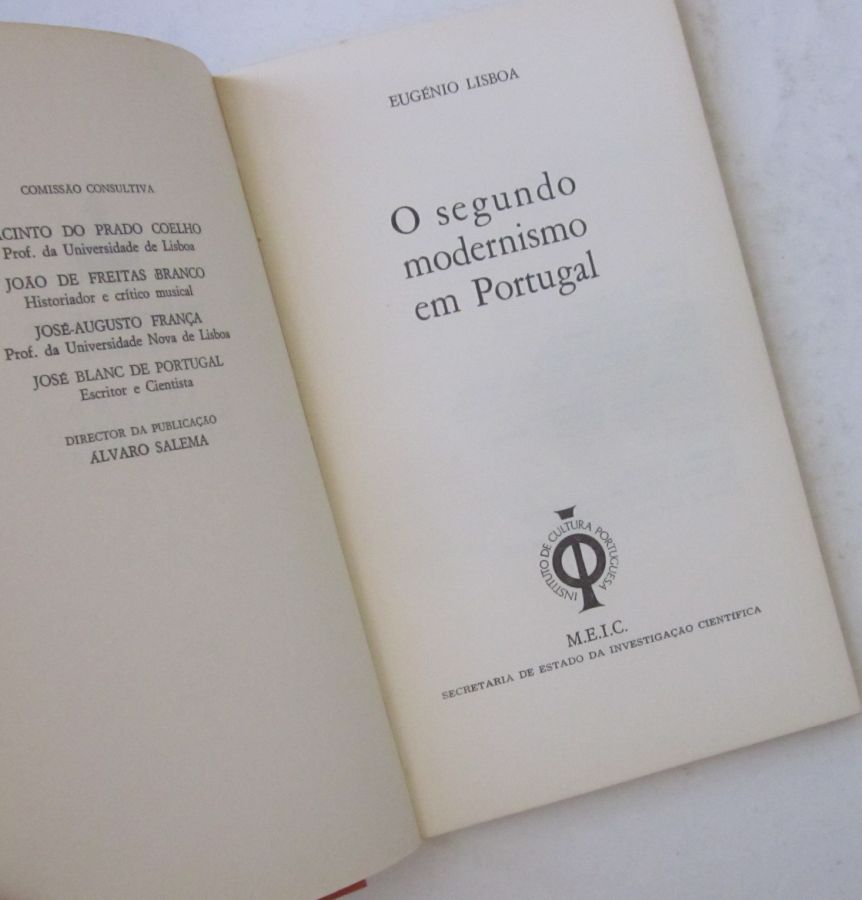 COMISSÃO CONSULTIVA
DO PRADO COELHO
Prof. da Universidade de Lisboa
JOÃO DE FREITAS BRANCO
Historiador e crítico musical
JOSÉ-AUGUSTO FRANÇA
Prof. da Universidade Nova de Lisboa
JOSÉ BLANC DE PORTUGAL
Escritor e Cientista
DIRECTOR DA PUBLICAÇÃO
ÁLVARO SALEMA
EUGÉNIO LISBOA
O segundo
modernismo
em Portugal
INSTITUTO DE CULTURA PORTUGUESA
M.E.I.C.
SECRETARIA DE ESTADO DA INVESTIGAÇÃO CIENTÍFICA